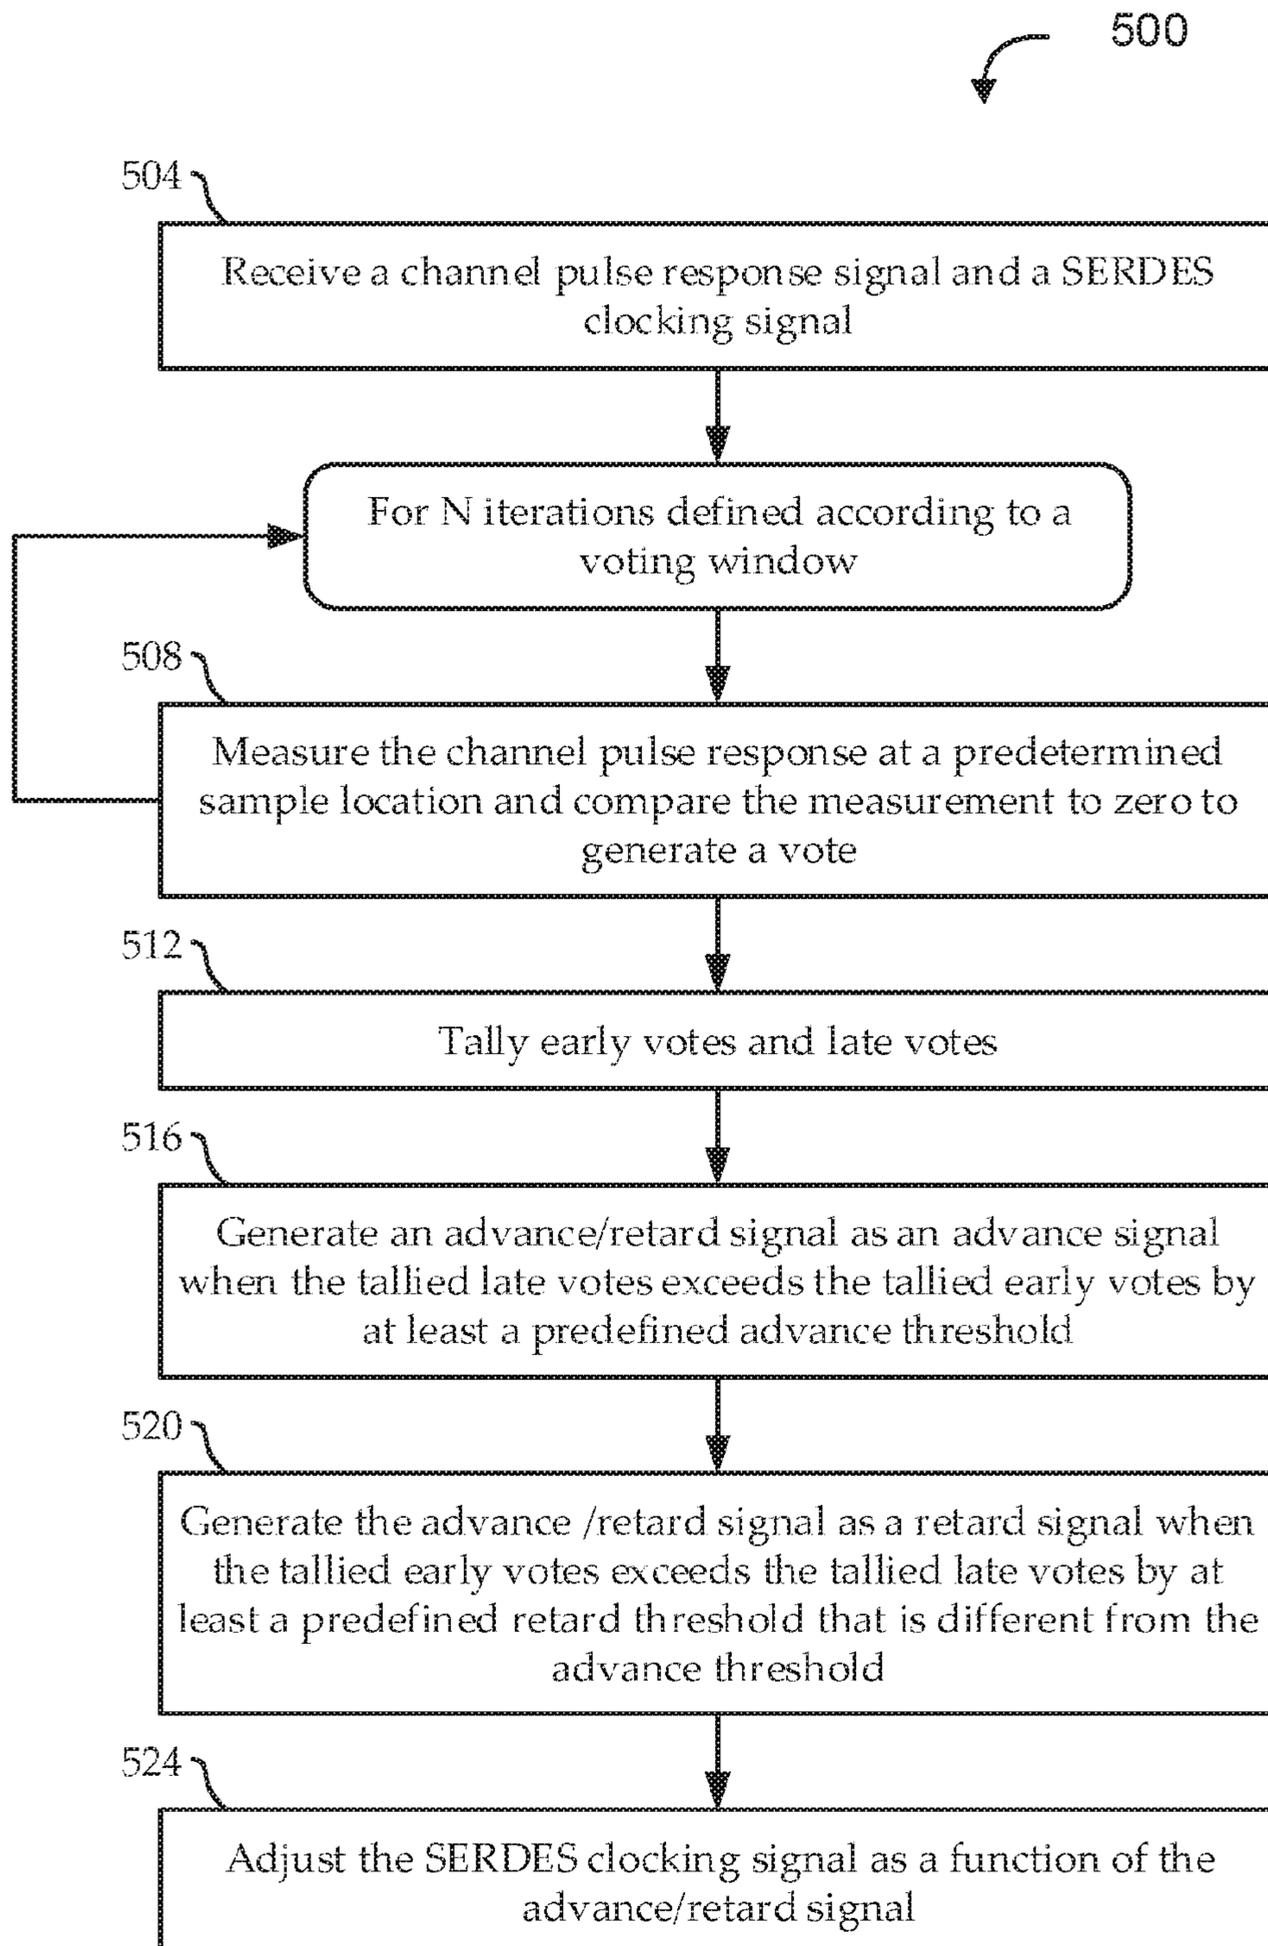 500
504
Receive a channel pulse response signal and a SERDES
clocking signal
For N iterations defined according to a
voting window
508
Measure the channel pulse response at a predetermined
sample location and compare the measurement to zero to
generate a vote
512
Tally early votes and late votes
516
Generate an advance/retard signal as an advance signal
when the tallied late votes exceeds the tallied early votes by
at least a predefined advance threshold
520
Generate the advance /retard signal as a retard signal when
the tallied early votes exceeds the tallied late votes by at
least a predefined retard threshold that is different from the
advance threshold
524
Adjust the SERDES clocking signal as a function of the
advance/retard signal